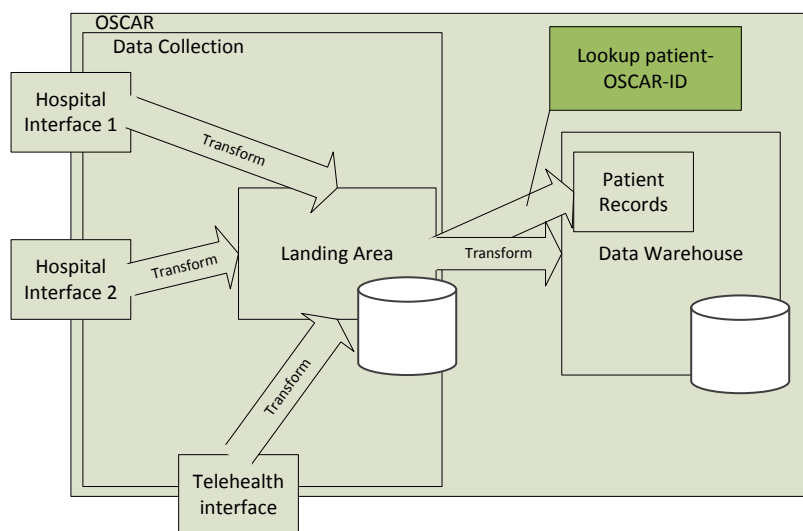 OSCAR
Data Collection
Lookup patient-
OSCAR-ID
Hospital
Interface 1
Transform
Patient
Records
Hospital
Interface 2
Transform
Landing Area
Transform
Data Warehouse
Transform
Telehealth
interface